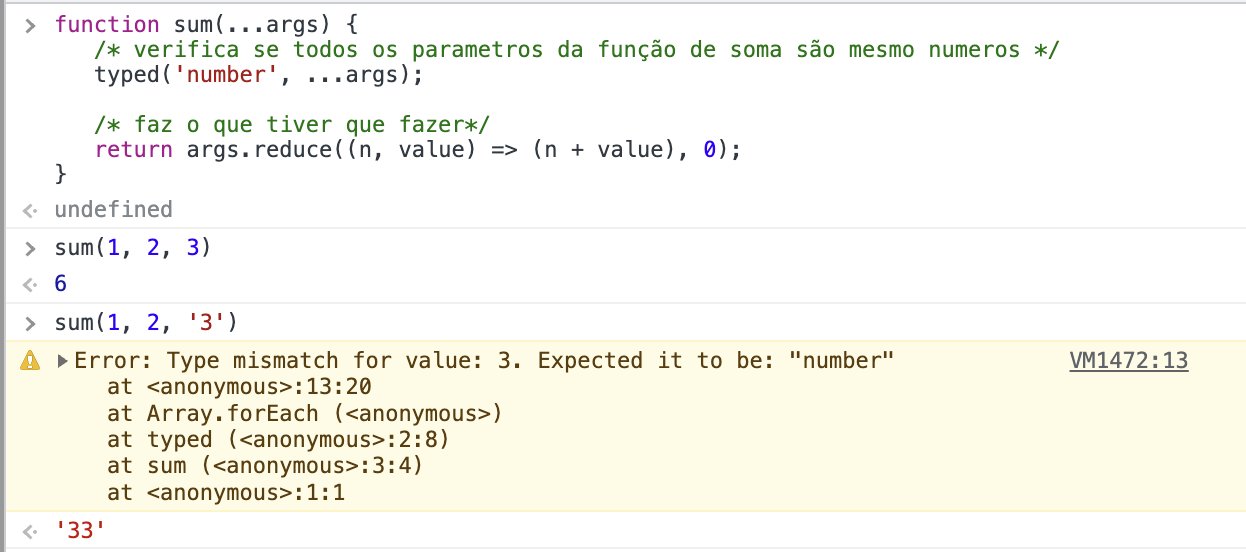 > function sum(...args) {
/* verifica se todos os parametros da função de soma são mesmo numeros */
typed('number', ...args);
/* faz o que tiver que fazer*/
return args.reduce((n, value) => (n + value), 0);
}
undefined
> sum(1, 2, 3)
6
> sum(1, 2, '3')
Error: Type mismatch for value: 3. Expected it to be: "number" VM1472:13
at <anonymous>:13:20
at Array.forEach (<anonymous>)
at typed (<anonymous>:2:8)
at sum (<anonymous>:3:4)
at <anonymous>:1:1
'33'